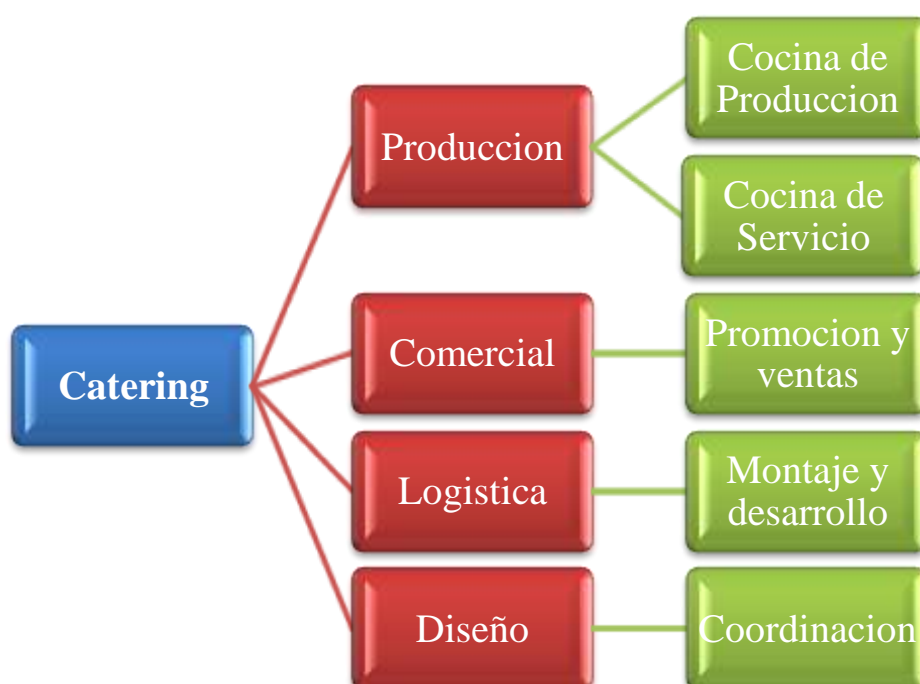 Cocina de
Produccion
Produccion
Cocina de
Servicio
Catering
Comercial
Promocion y
ventas
Logistica
Montaje y
desarrollo
Diseño
Coordinacion